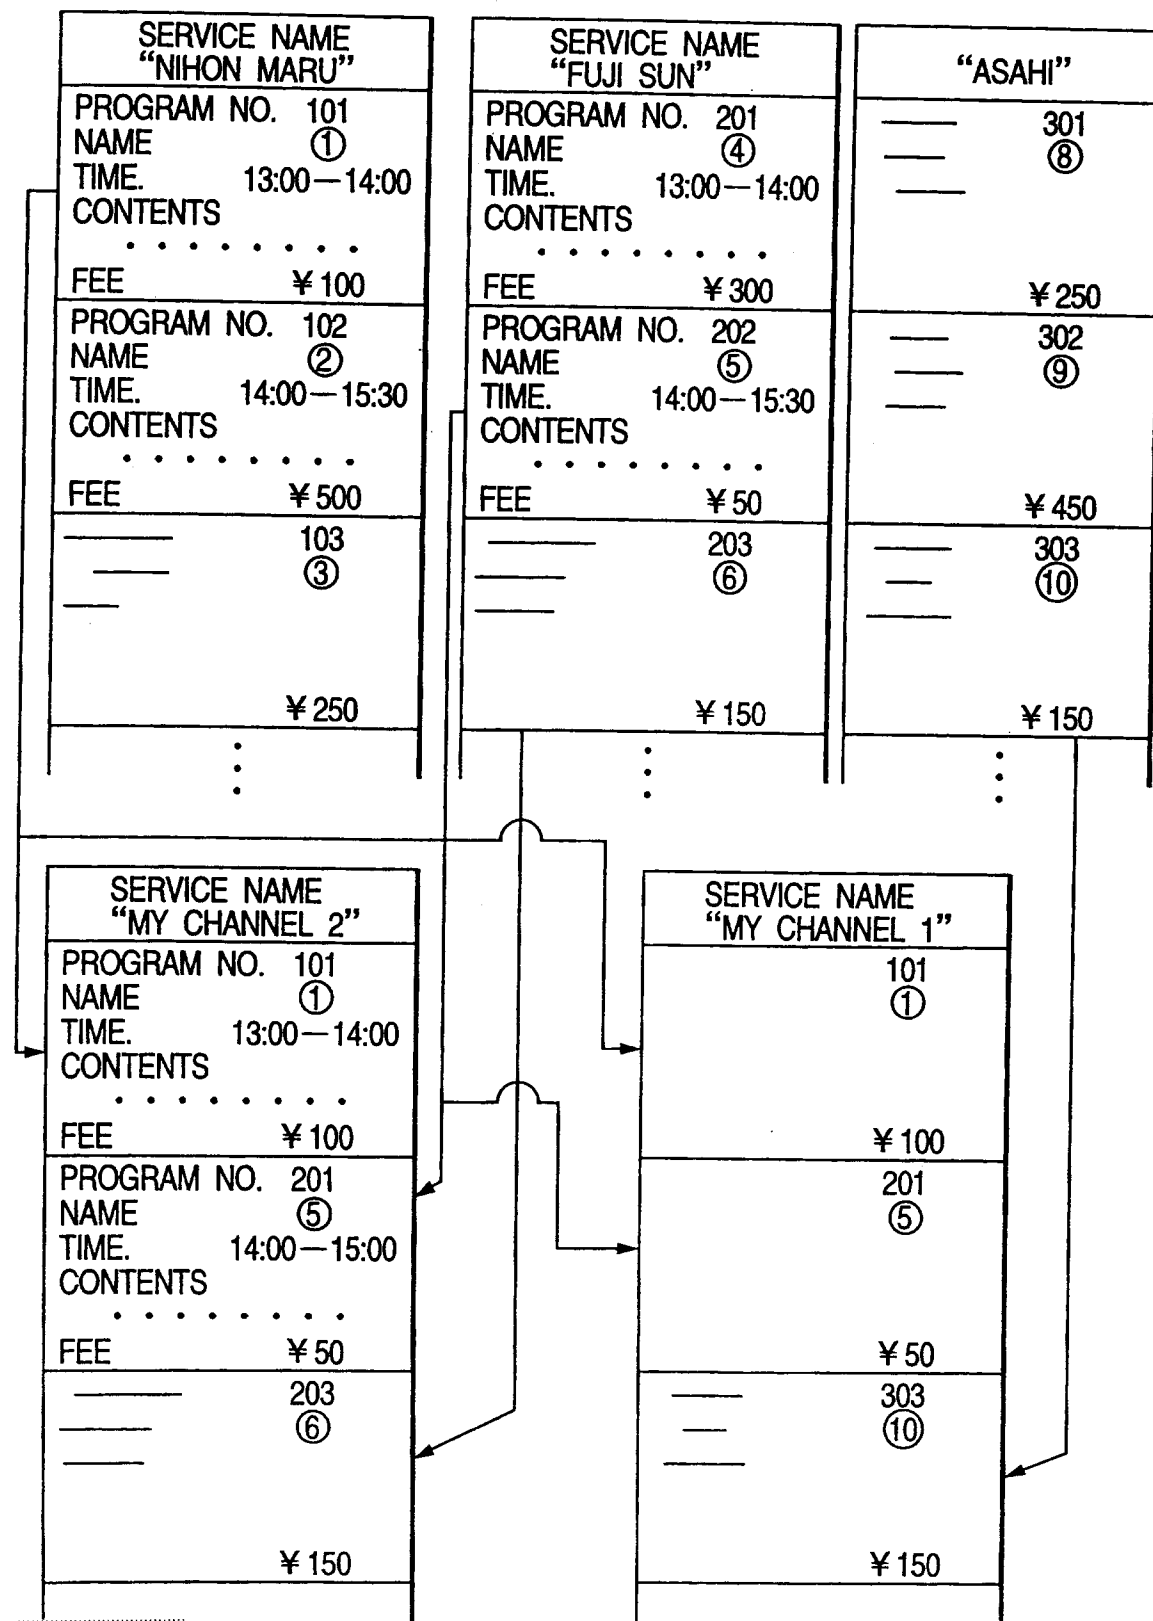 SERVICE NAME
“NIHON MARU”
PROGRAM NO. 101
NAME ①
TIME. 13:00—14:00
CONTENTS
. . . . . . . .
FEE ¥100
PROGRAM NO. 102
NAME ②
TIME. 14:00—15:30
CONTENTS
. . . . . . . .
FEE ¥500
103
③
¥250
SERVICE NAME
“FUJI SUN”
PROGRAM NO. 201
NAME ④
TIME. 13:00—14:00
CONTENTS
. . . . . . . .
FEE ¥300
PROGRAM NO. 202
NAME ⑤
TIME. 14:00—15:30
CONTENTS
. . . . . . . .
FEE ¥50
203
⑥
¥150
“ASAHI”
301
⑧
¥250
302
⑨
¥450
303
⑩
¥150
SERVICE NAME
“MY CHANNEL 2”
PROGRAM NO. 101
NAME ①
TIME. 13:00—14:00
CONTENTS
. . . . . . . .
FEE ¥100
PROGRAM NO. 201
NAME ⑤
TIME. 14:00—15:00
CONTENTS
. . . . . . . .
FEE ¥50
203
⑥
¥150
SERVICE NAME
“MY CHANNEL 1”
101
①
¥100
201
⑤
¥50
303
⑩
¥150